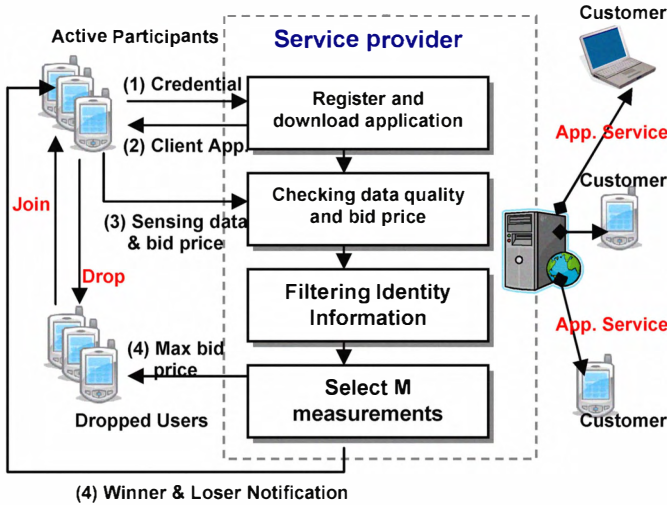 Active Participants
Service provider
Customer
(1) Credential
Register and
download application
(2) Client App.
App. Service
Join
Checking data quality
and bid price
Customer
(3) Sensing data
& bid price
Drop
Filtering Identity
Information
App. Service
(4) Max bid
price
Select M
measurements
Dropped Users
Customer
(4) Winner & Loser Notification